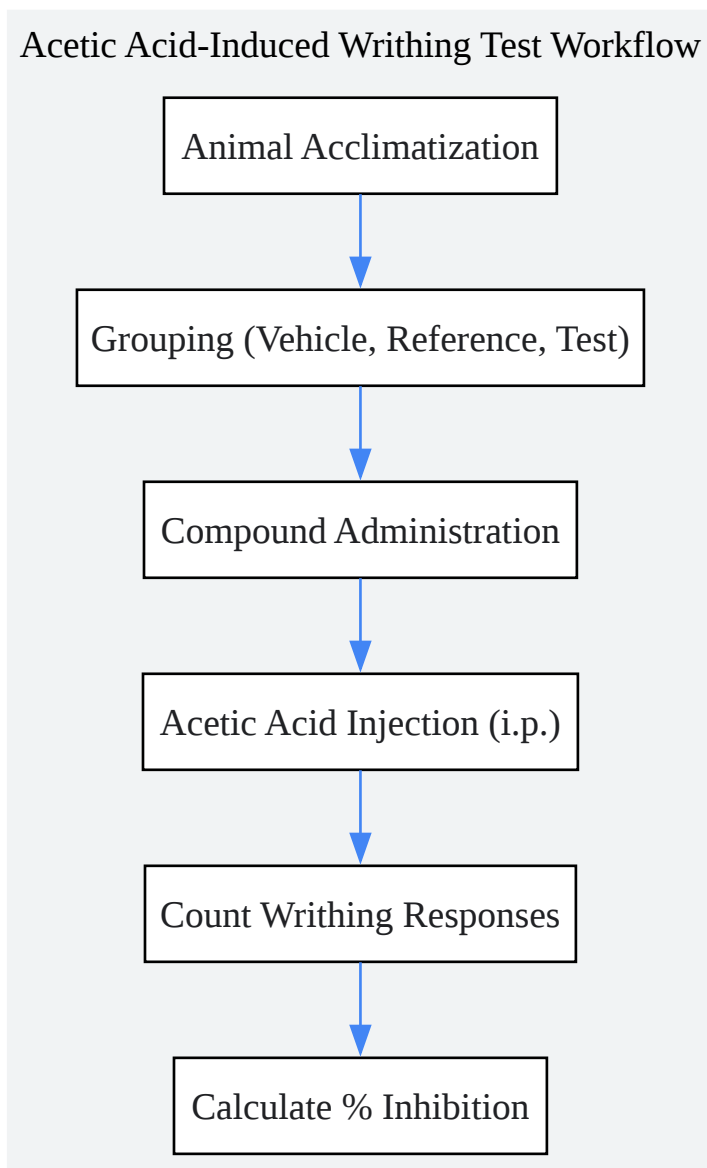 Acetic Acid-Induced Writhing Test Workflow
Animal Acclimatization
Grouping (Vehicle, Reference, Test)
Compound Administration
Acetic Acid Injection (i.p.)
Count Writhing Responses
Calculate % Inhibition